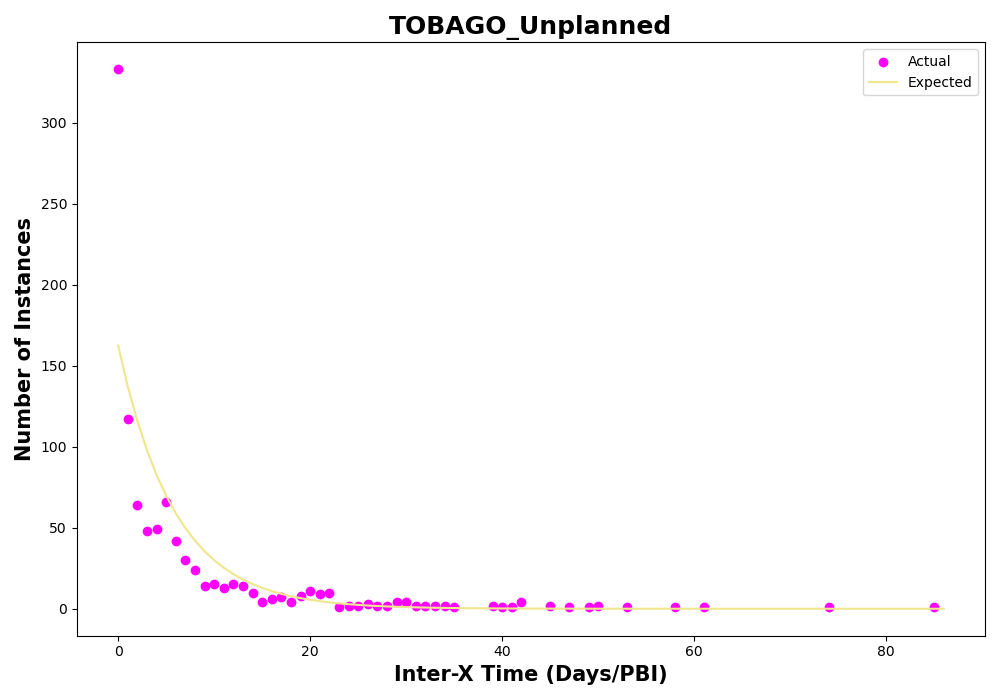 TOBAGO_Unplanned
Actual
Expected
Number of Instances
300
250
200
150
100
50
0
0
20
40
60
80
Inter-X Time (Days/PBI)